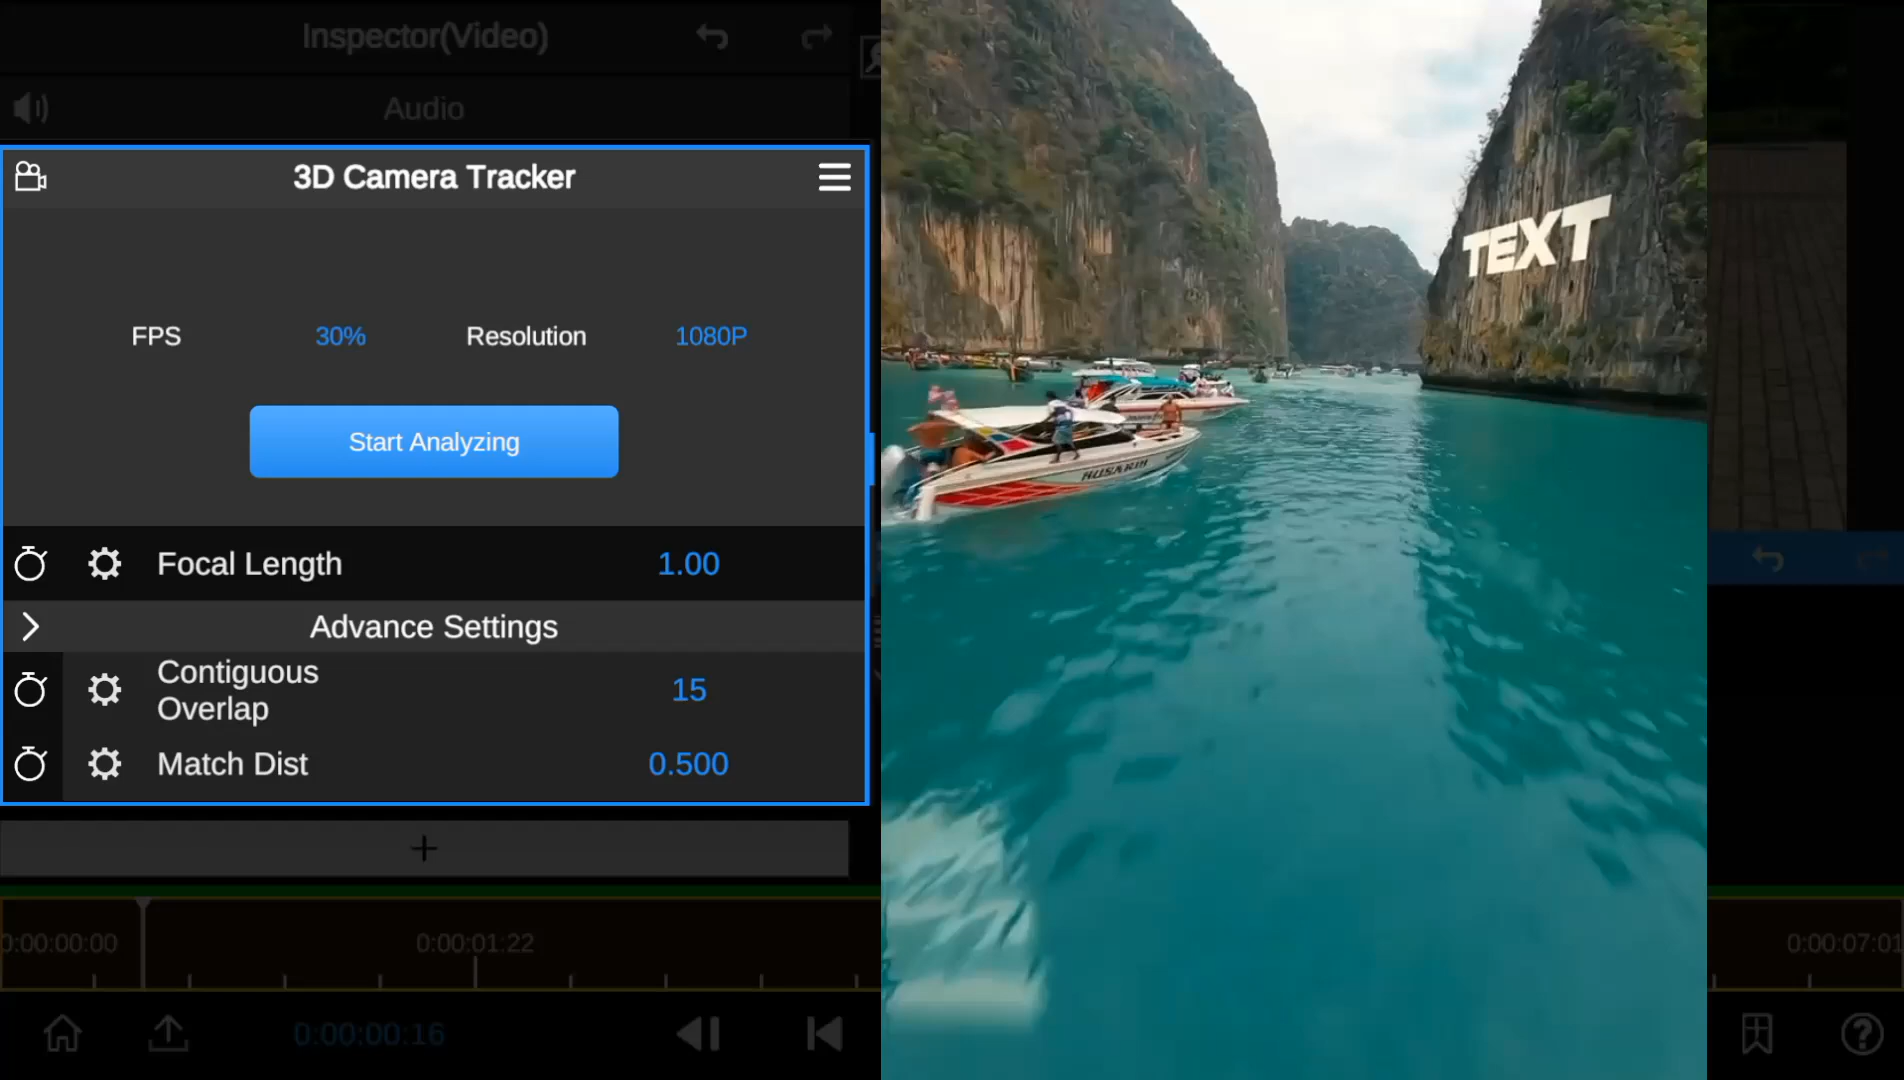 Inspector(Video)
Audio
3D Camera Tracker
FPS 30% Resolution 1080P
Start Analyzing
Focal Length 1.00
Advance Settings
Contiguous
Overlap 15
Match Dist 0.500
+
TEXT
HUSARIH
0:00:00:00 0:00:01:22 0:00:07:01
0:00:00:16